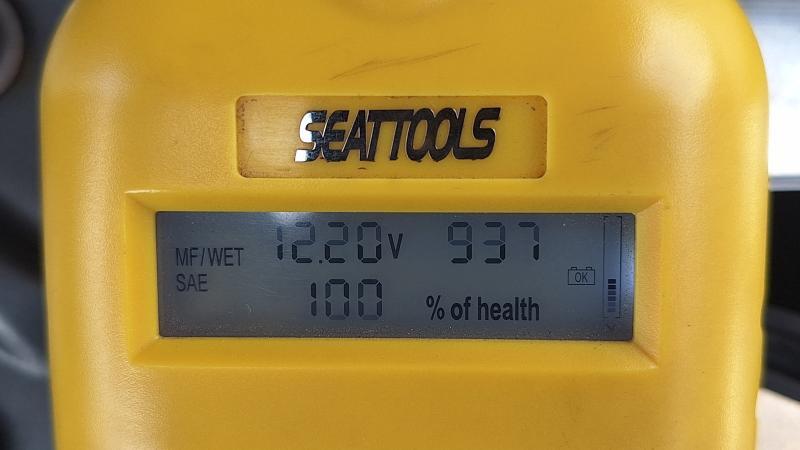 SEATTOOLS
MF/WET 12.20V 937
SAE 100 % of health
OK